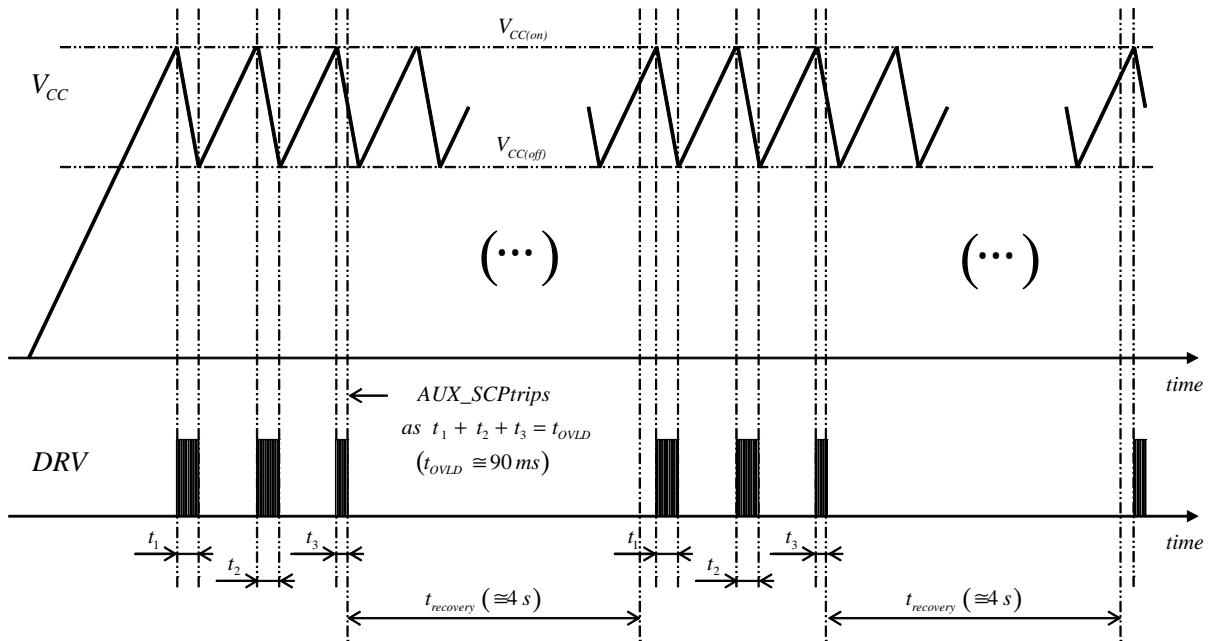 V_CC(on)
V_CC
V_CC(off)
(···)
(···)
time
AUX_SCPtrips
as t_1 + t_2 + t_3 = t_OVLD
(t_OVLD ≅ 90 ms)
DRV
time
t_1
t_2
t_3
t_1
t_2
t_3
t_recovery (≅4 s)
t_recovery (≅4 s)